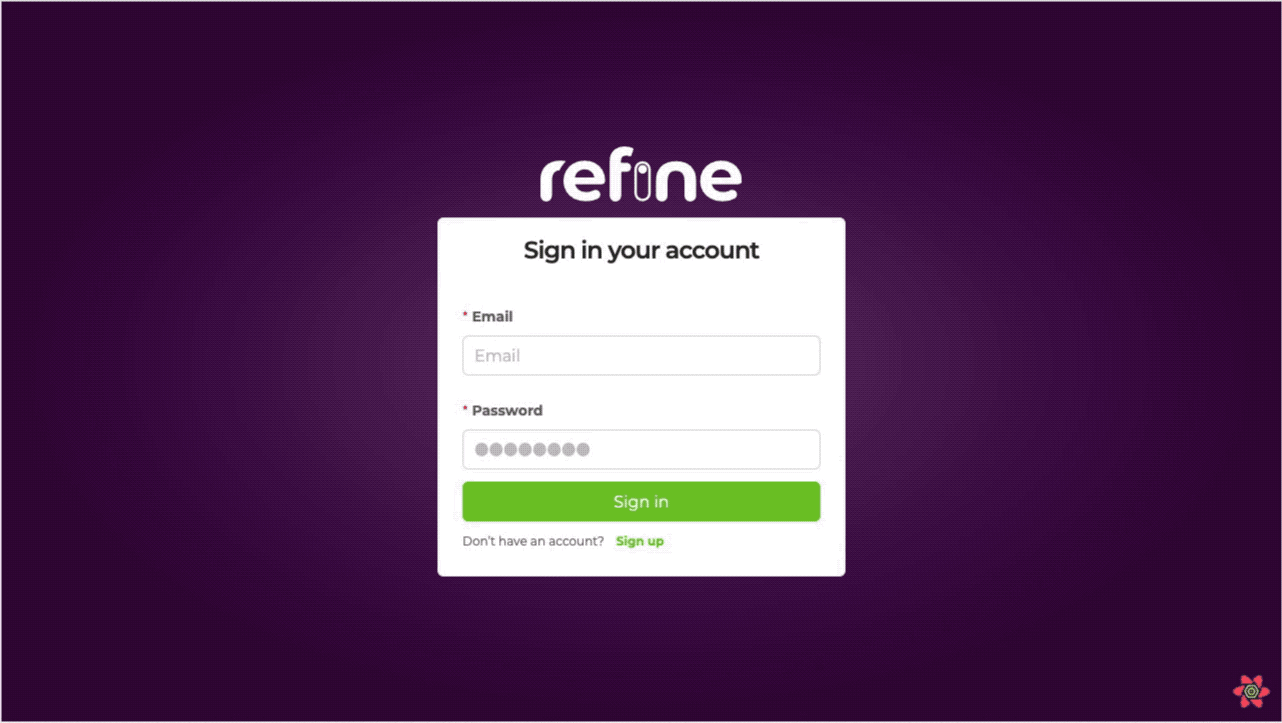 refine
Sign in your account
* Email
Email
* Password
Sign in
Don't have an account? Sign up